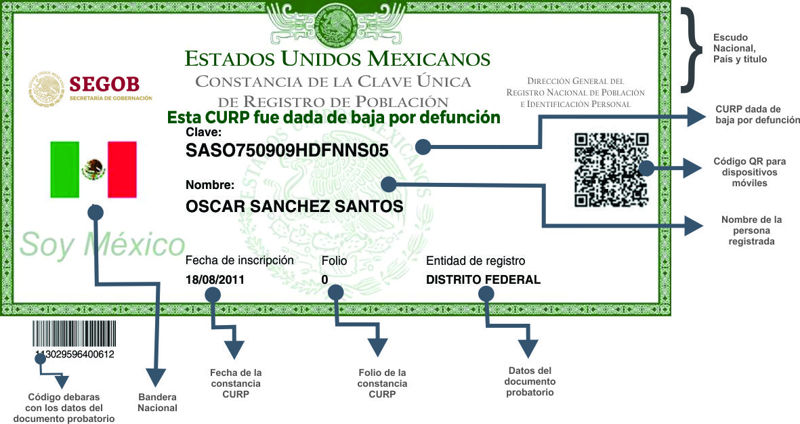 ESTADOS UNIDOS MEXICANOS
CONSTANCIA DE LA CLAVE ÚNICA
DE REGISTRO DE POBLACIÓN
SEGOB
SECRETARÍA DE GOBERNACIÓN
DIRECCIÓN GENERAL DEL
REGISTRO NACIONAL DE POBLACIÓN
E IDENTIFICACIÓN PERSONAL
Esta CURP fue dada de baja por defunción
Clave:
SASO750909HDFNNS05
Nombre:
OSCAR SANCHEZ SANTOS
Soy México
Fecha de inscripción
18/08/2011
Folio
0
Entidad de registro
DISTRITO FEDERAL
Escudo
Nacional,
País y titulo
CURP dada de
baja por defunción
Código QR para
dispositivos
móviles
Nombre de la
persona
registrada
113029596400612
Código debaras
con los datos del
documento probatorio
Bandera
Nacional
Fecha de la
constancia
CURP
Folio de la
constancia
CURP
Datos del
documento
probatorio